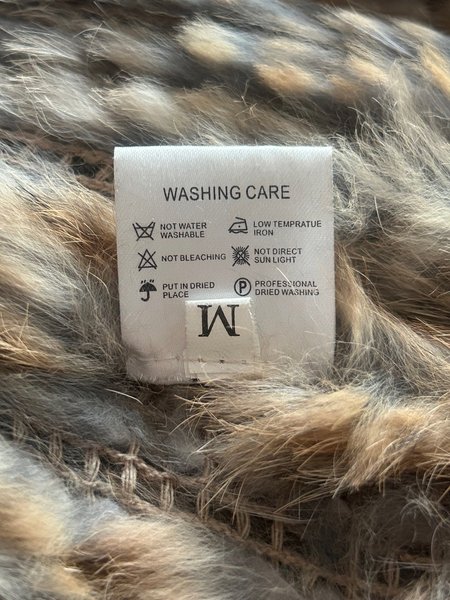 WASHING CARE
NOT WATER
WASHABLE
LOW TEMPRATUE
IRON
NOT BLEACHING
NOT DIRECT
SUN LIGHT
PUT IN DRIED
PLACE
P
PROFESSIONAL
DRIED WASHING
M